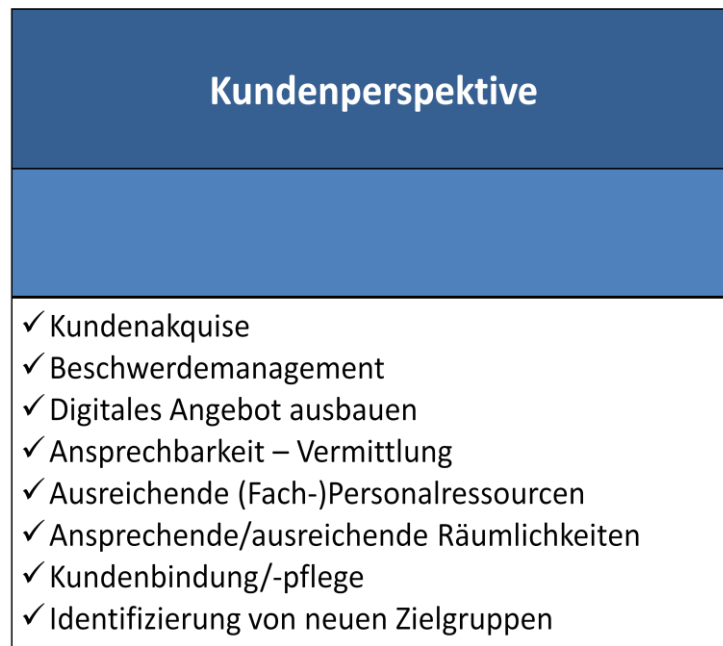 Kundenperspektive
✓ Kundenakquise
✓ Beschwerdemanagement
✓ Digitales Angebot ausbauen
✓ Ansprechbarkeit – Vermittlung
✓ Ausreichende (Fach-)Personalressourcen
✓ Ansprechende/ausreichende Räumlichkeiten
✓ Kundenbindung/-pflege
✓ Identifizierung von neuen Zielgruppen